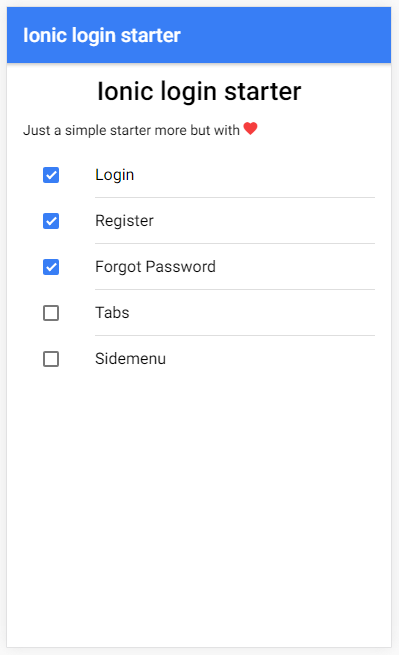 Ionic login starter
Ionic login starter
Just a simple starter more but with
Login
Register
Forgot Password
Tabs
Sidemenu